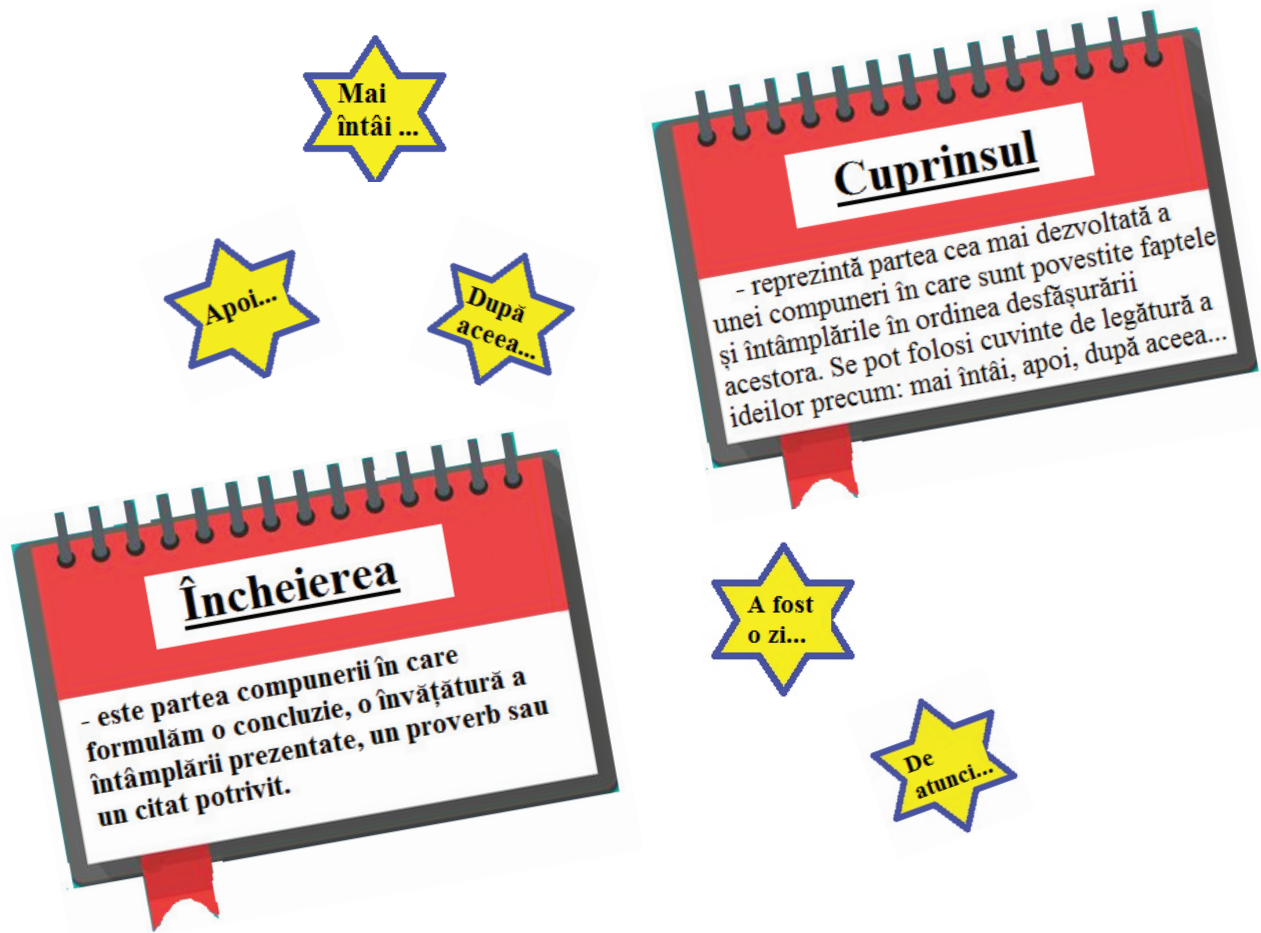 Mai
întâi ...
Apoi...
După
aceea...
Cuprinsul
- reprezintă partea cea mai dezvoltată a
unei compuneri în care sunt povestite faptele
și întâmplările în ordinea desfășurării
acestora. Se pot folosi cuvinte de legătură a
ideilor precum: mai întâi, apoi, după aceea...
Încheierea
- este partea compunerii în care
formulăm o concluzie, o învățătură a
întâmplării prezentate, un proverb sau
un citat potrivit.
A fost
o zi...
De
atunci...